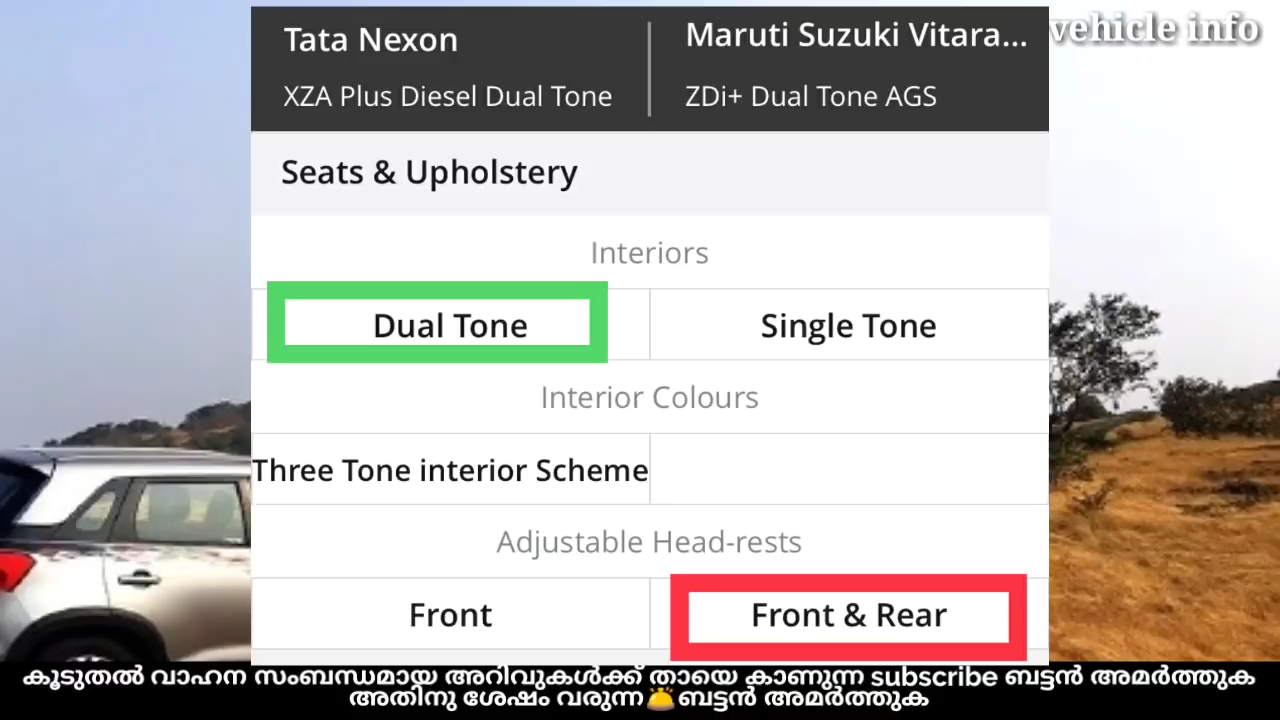 Tata Nexon
Maruti Suzuki Vitara...
vehicle info
XZA Plus Diesel Dual Tone
ZDi+ Dual Tone AGS
Seats & Upholstery
Interiors
Dual Tone
Single Tone
Interior Colours
Three Tone interior Scheme
Adjustable Head-rests
Front
Front & Rear
കൂടുതൽ വാഹന സംബന്ധമായ അറിവുകൾക്ക് താഴെ കാണുന്ന subscribe ബട്ടൻ അമർത്തുക
അതിനു ശേഷം വരുന്ന🛎️ബട്ടൻ അമർത്തുക